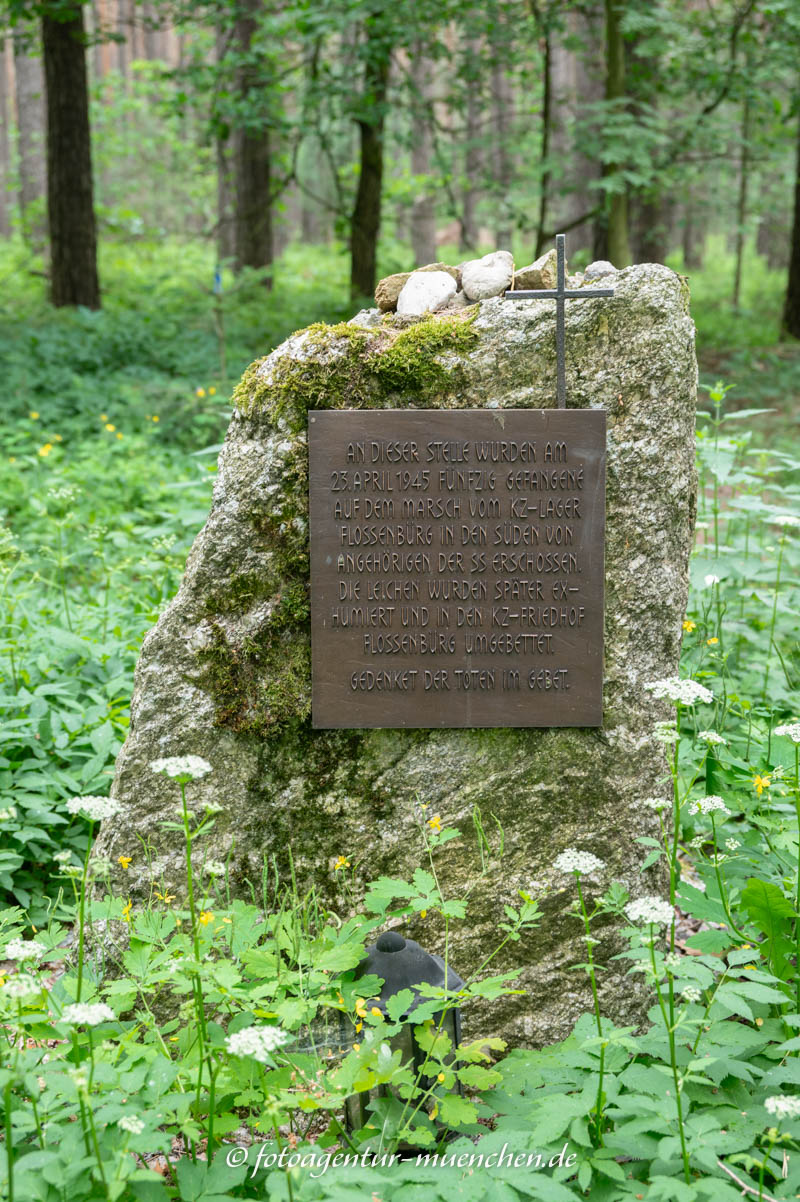 AN DIESER STELLE WURDEN AM
23. APRIL 1945 FÜNFZIG GEFANGENE
AUF DEM MARSCH VOM KZ-LAGER
FLOSSENBÜRG IN DEN SÜDEN VON
ANGEHÖRIGEN DER SS ERSCHOSSEN.
DIE LEICHEN WURDEN SPÄTER EX-
HUMIERT UND IN DEN KZ-FRIEDHOF
FLOSSENBÜRG UMGEBETTET.
GEDENKET DER TOTEN IM GEBET.
© fotoagentur-muenchen.de